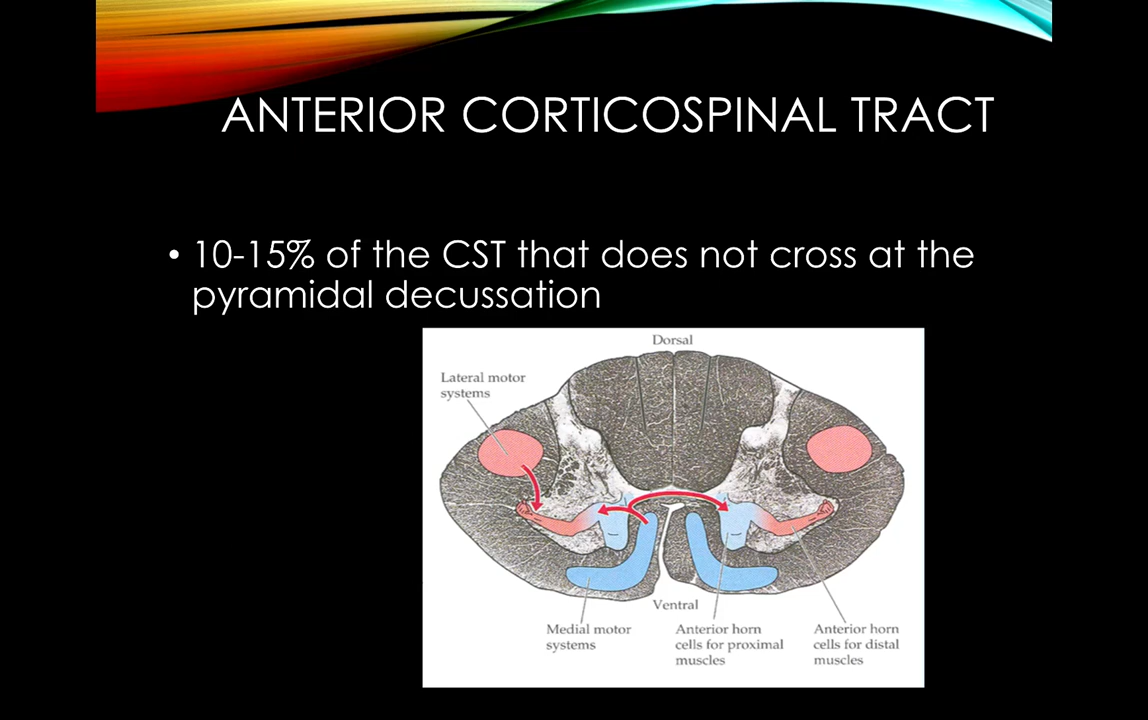 ANTERIOR CORTICOSPINAL TRACT
• 10-15% of the CST that does not cross at the
pyramidal decussation
Dorsal
Lateral motor
systems
Ventral
Medial motor
systems
Anterior horn
cells for proximal
muscles
Anterior horn
cells for distal
muscles